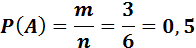 P(A) = m/n = 3/6 = 0,5